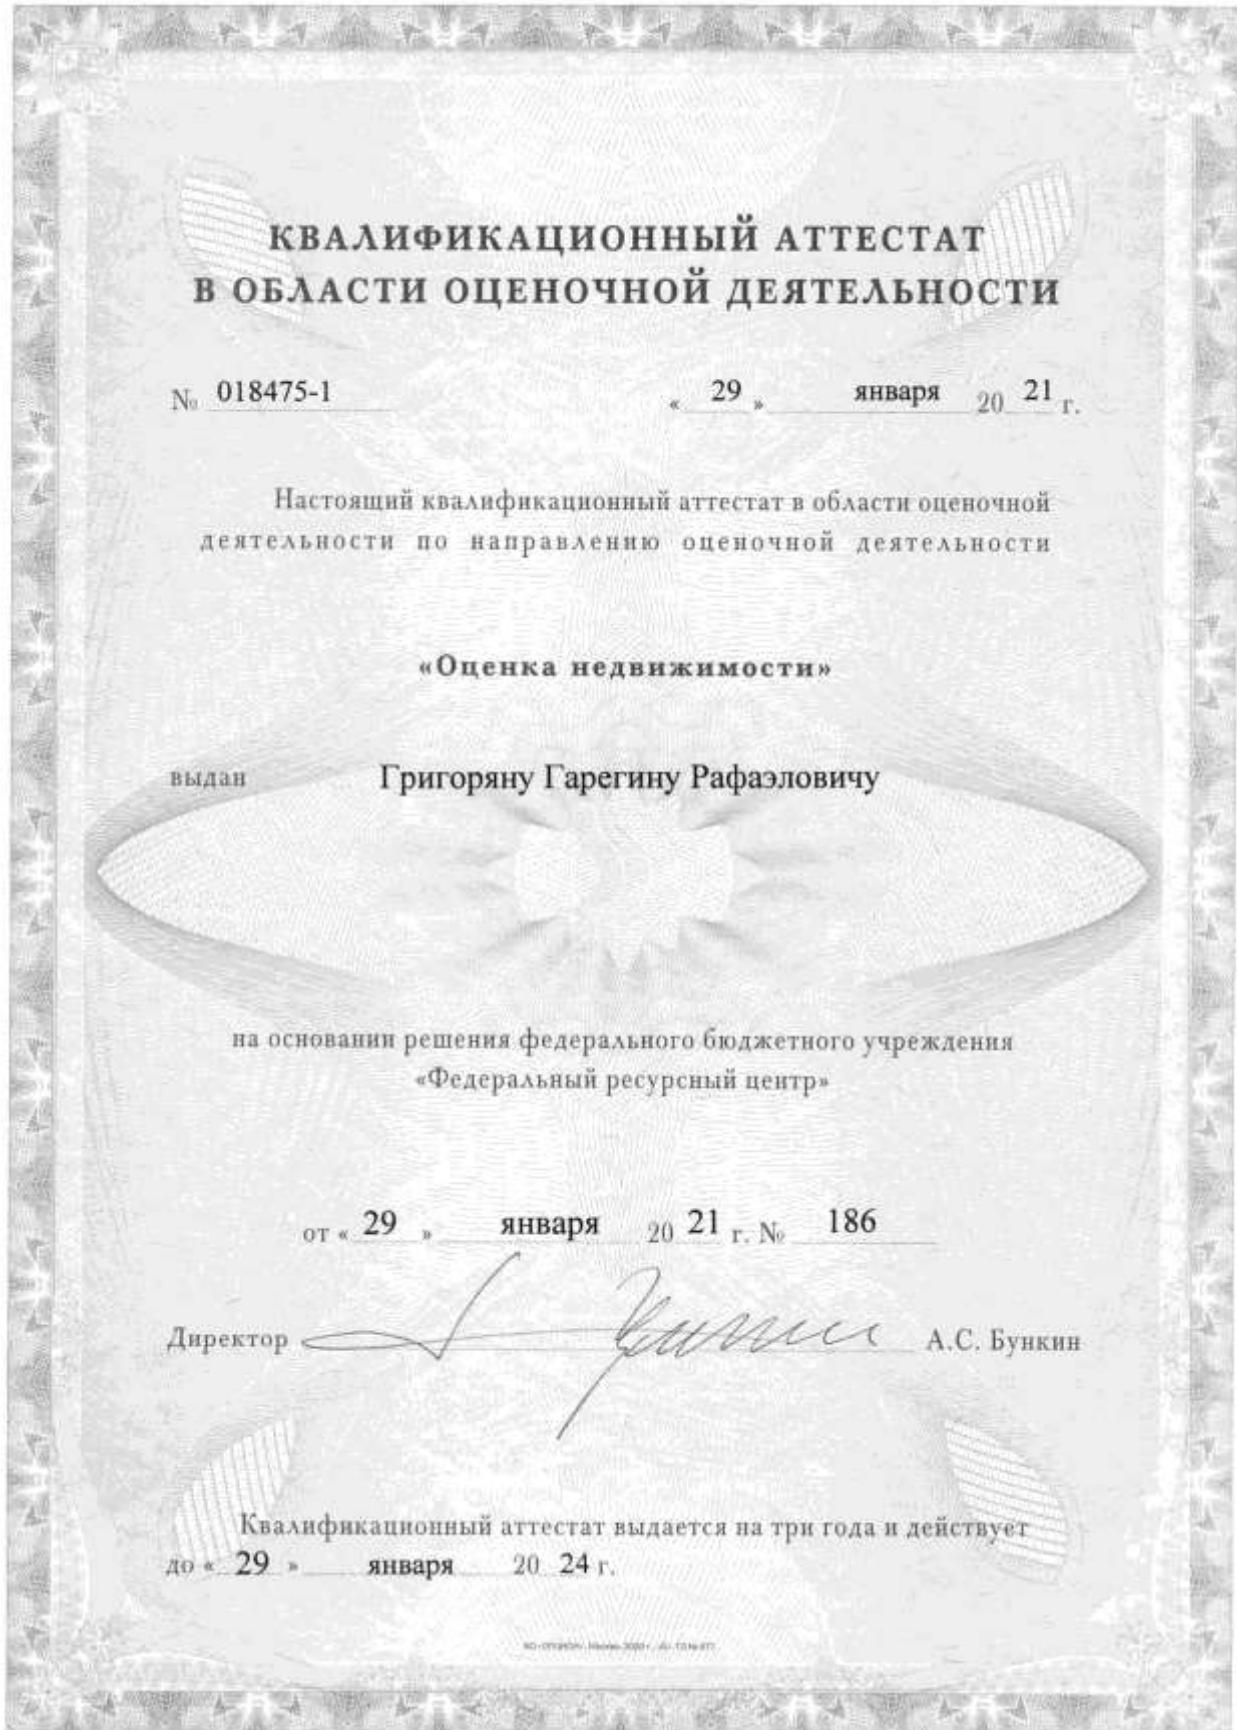 КВАЛИФИКАЦИОННЫЙ АТТЕСТАТ
В ОБЛАСТИ ОЦЕНОЧНОЙ ДЕЯТЕЛЬНОСТИ
№ 018475-1 « 29 » января 20 21 г.
Настоящий квалификационный аттестат в области оценочной
деятельности по направлению оценочной деятельности
«Оценка недвижимости»
выдан Григоряну Гарегину Рафаэловичу
на основании решения федерального бюджетного учреждения
«Федеральный ресурсный центр»
от « 29 » января 20 21 г. № 186
Директор А.С. Бункин
Квалификационный аттестат выдается на три года и действует
до « 29 » января 20 24 г.